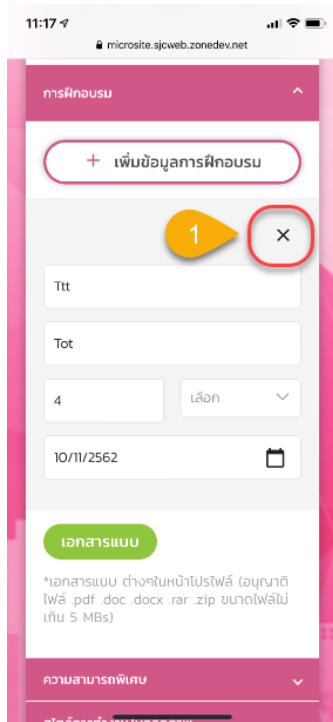 11:17
microsite.sjcweb.zonedev.net
การฝึกอบรม
+ เพิ่มข้อมูลการฝึกอบรม
1
×
Ttt
Tot
4 เลือก
10/11/2562
เอกสารแนบ
*เอกสารแนบ ต่างๆในหน้าโปรไฟล์ (อนุญาติ
ไฟล์ .pdf .doc .docx .rar .zip ขนาดไฟล์ไม่
เกิน 5 MBs)
ความสามารถพิเศษ